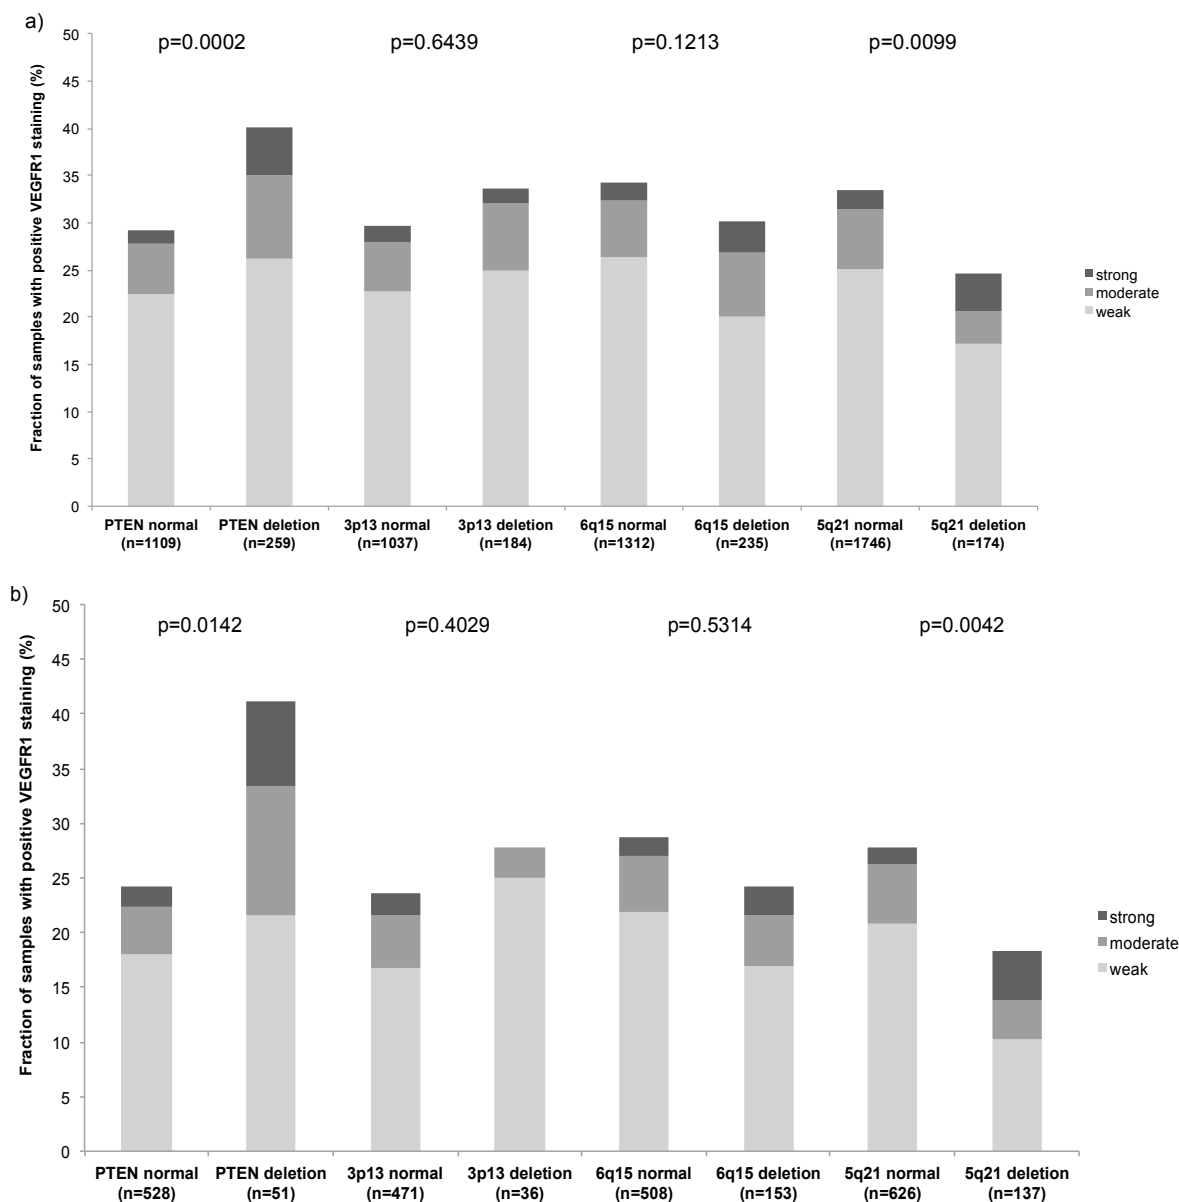 a)
p=0.0002 p=0.6439 p=0.1213 p=0.0099
Fraction of samples with positive VEGFR1 staining (%)
50
45
40
35
30
25
20
15
10
5
0
strong
moderate
weak
PTEN normal PTEN deletion 3p13 normal 3p13 deletion 6q15 normal 6q15 deletion 5q21 normal 5q21 deletion
(n=1109) (n=259) (n=1037) (n=184) (n=1312) (n=235) (n=1746) (n=174)
b)
p=0.0142 p=0.4029 p=0.5314 p=0.0042
Fraction of samples with positive VEGFR1 staining (%)
50
45
40
35
30
25
20
15
10
5
0
strong
moderate
weak
PTEN normal PTEN deletion 3p13 normal 3p13 deletion 6q15 normal 6q15 deletion 5q21 normal 5q21 deletion
(n=528) (n=51) (n=471) (n=36) (n=508) (n=153) (n=626) (n=137)